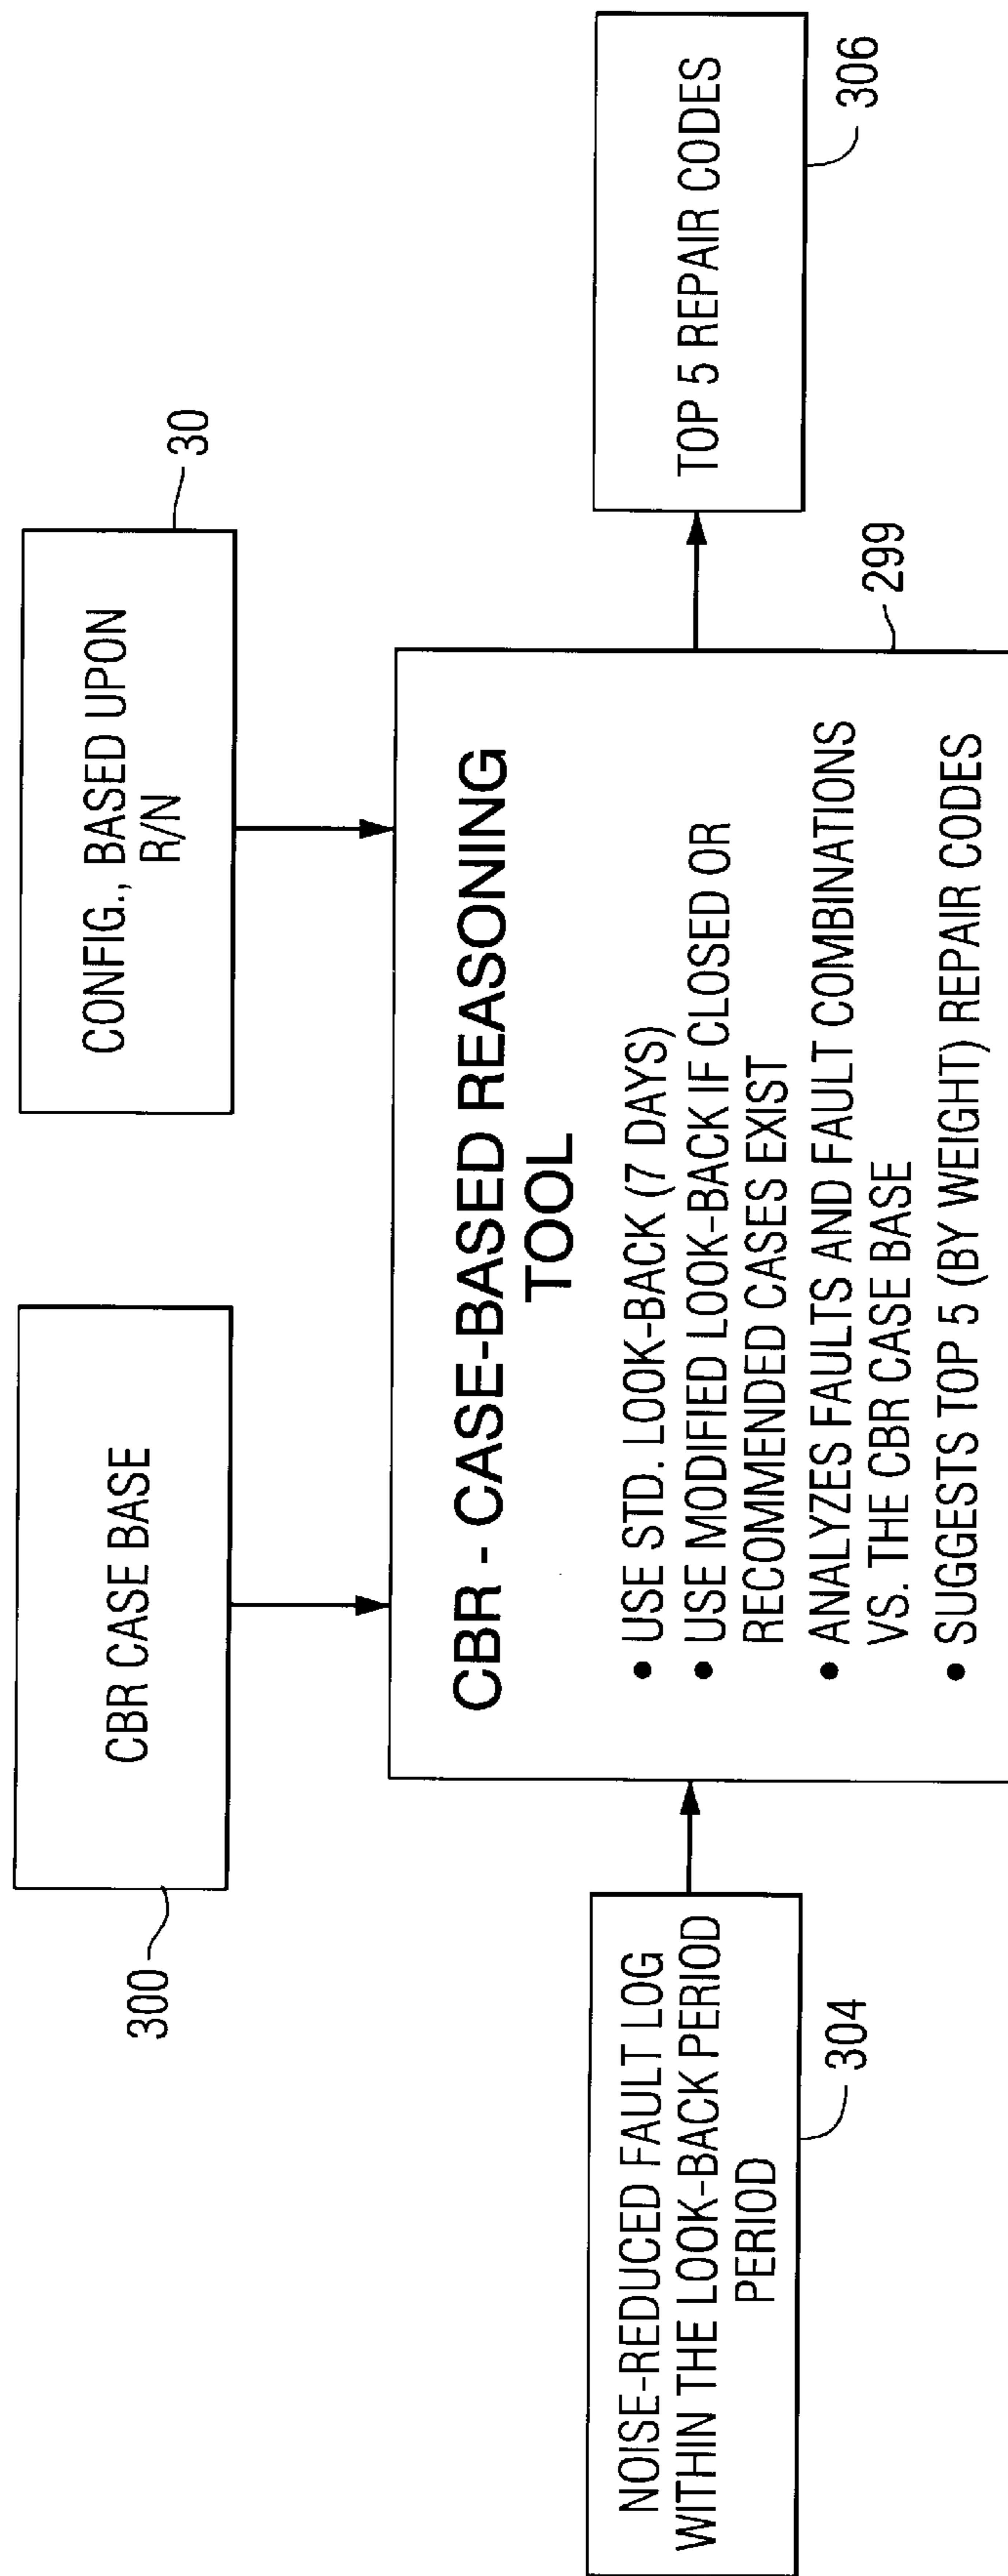 CBR CASE BASE
300
CONFIG., BASED UPON
R/N
30
NOISE-REDUCED FAULT LOG
WITHIN THE LOOK-BACK PERIOD
PERIOD
304
CBR - CASE-BASED REASONING
TOOL
• USE STD. LOOK-BACK (7 DAYS)
• USE MODIFIED LOOK-BACK IF CLOSED OR
RECOMMENDED CASES EXIST
• ANALYZES FAULTS AND FAULT COMBINATIONS
VS. THE CBR CASE BASE
• SUGGESTS TOP 5 (BY WEIGHT) REPAIR CODES
299
TOP 5 REPAIR CODES
306